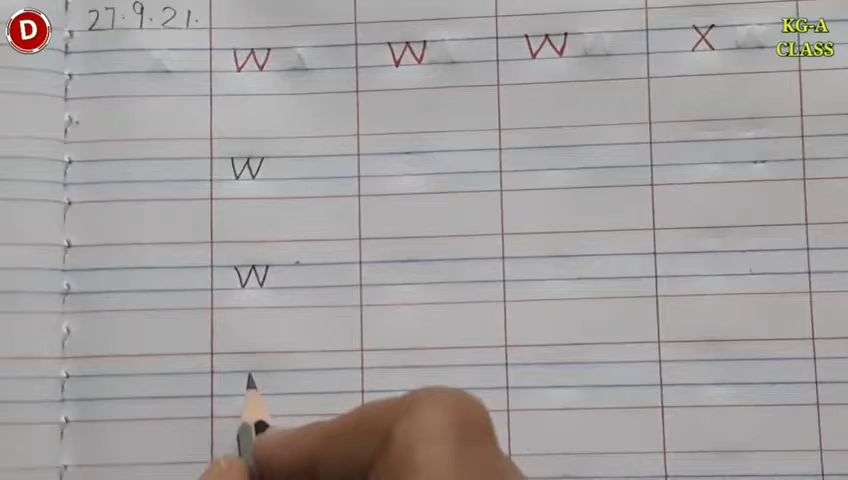 D
27.9.21.
KG-A
CLASS
w w w x
w
w